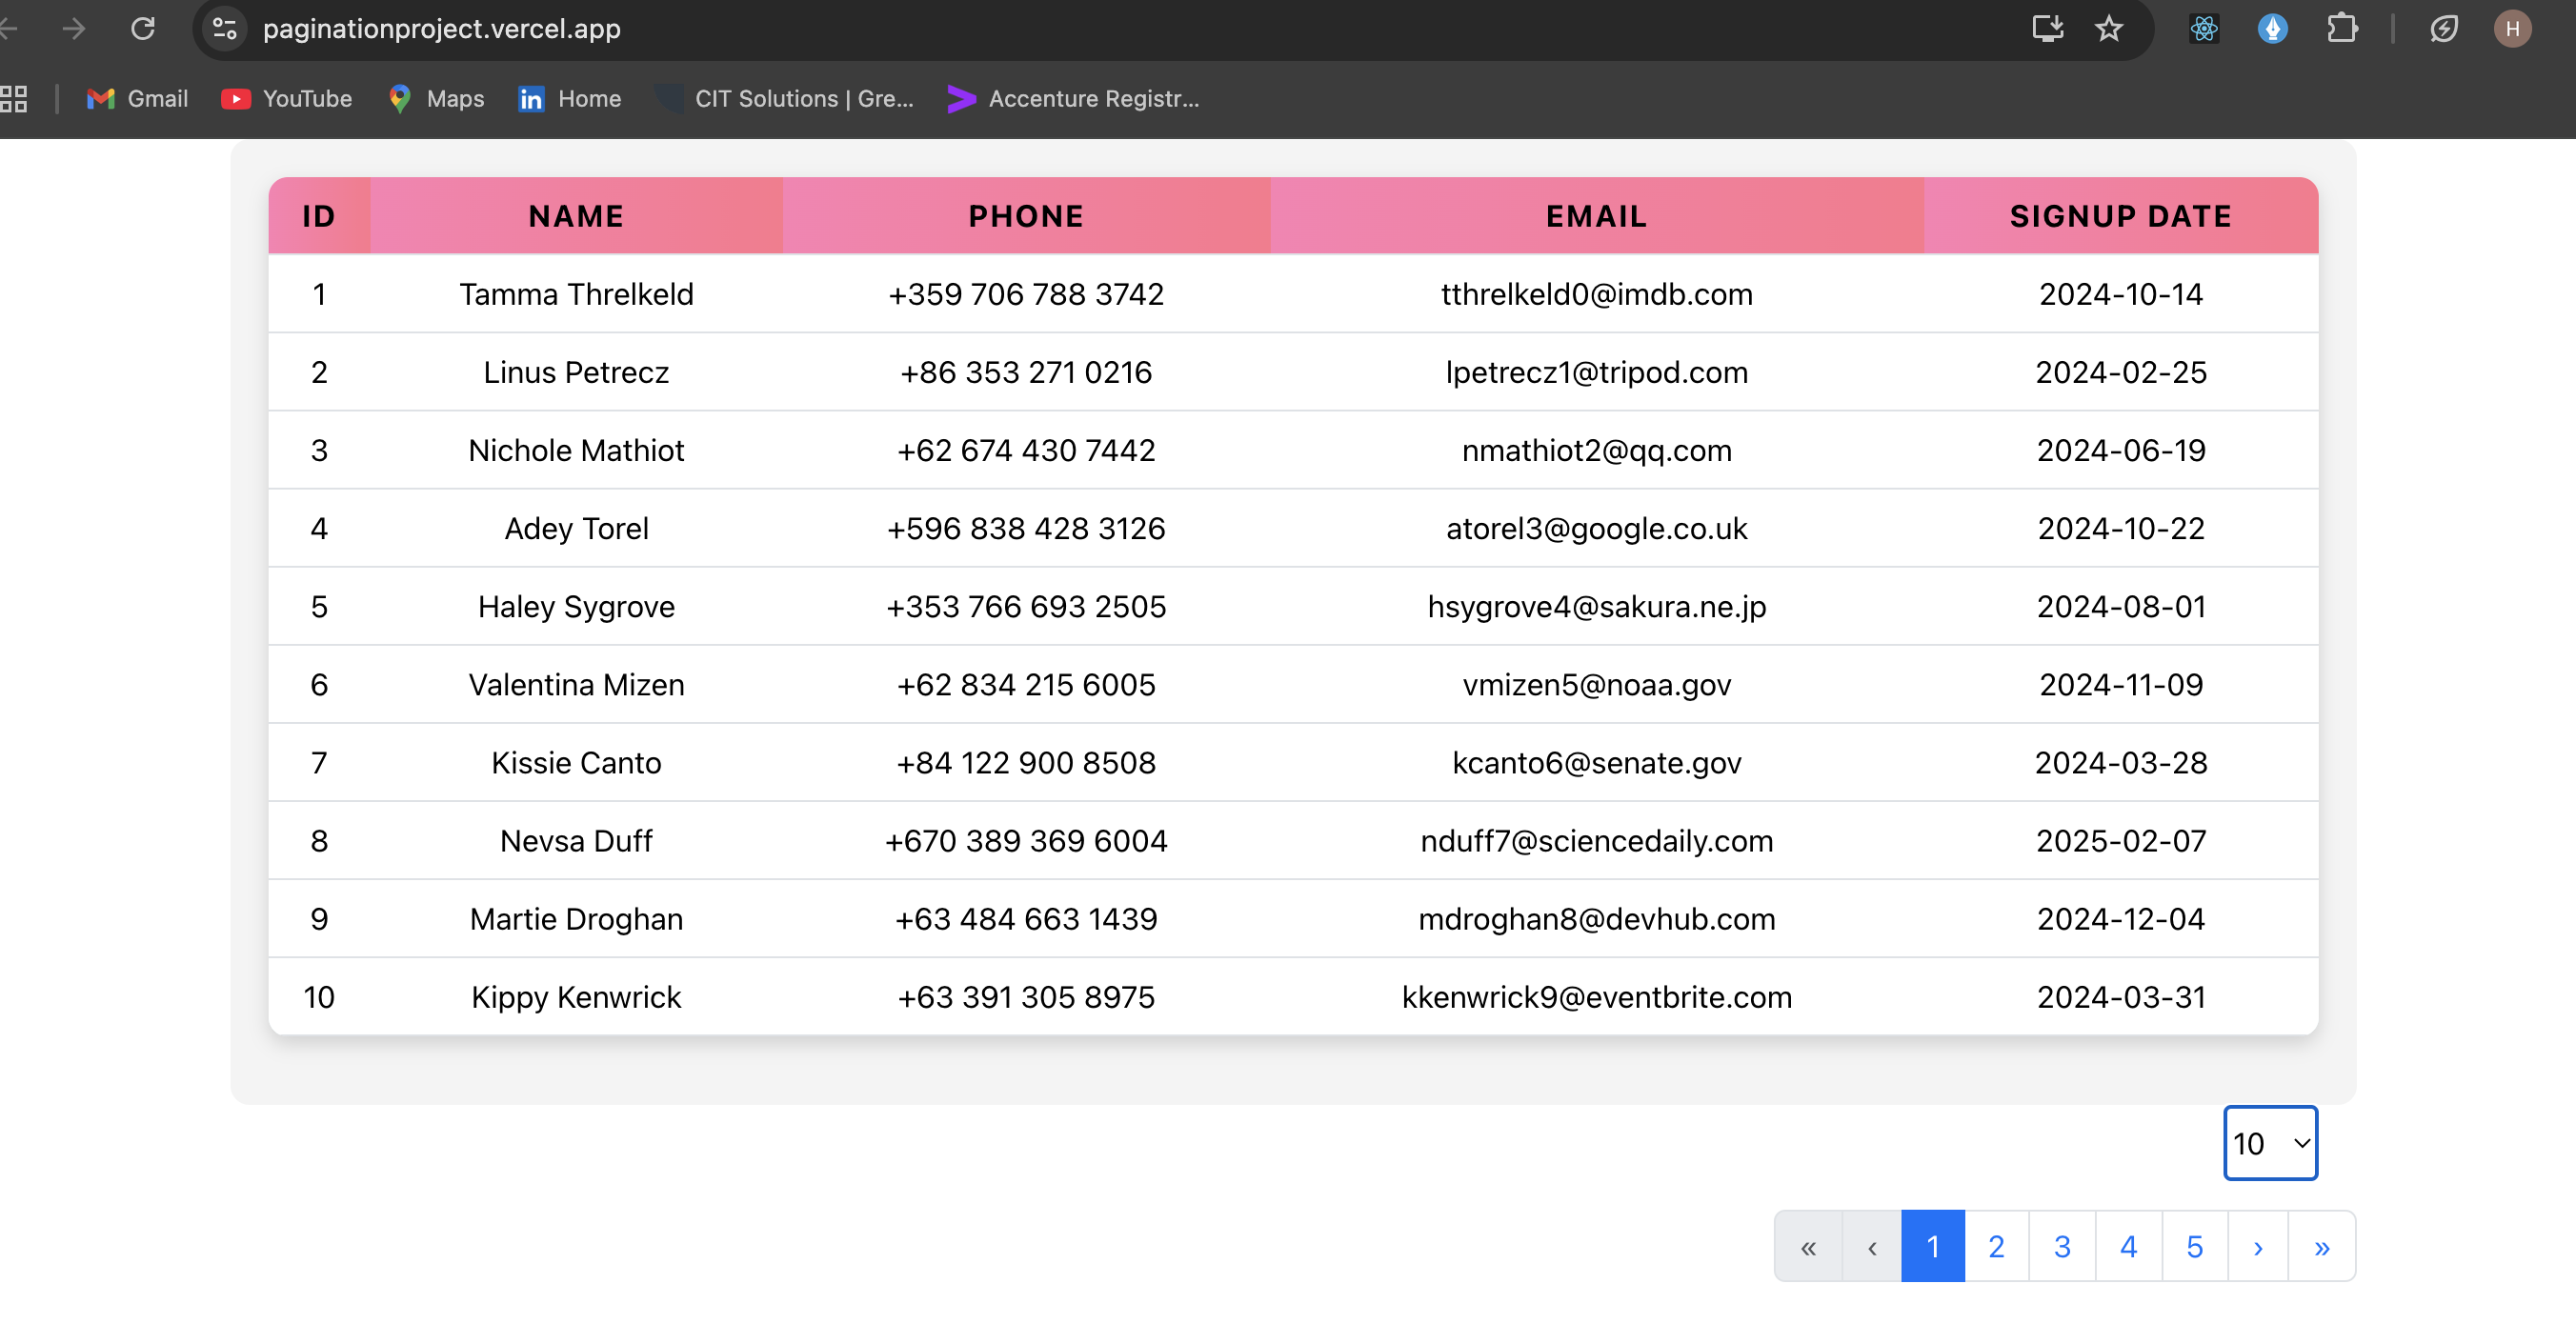 paginationproject.vercel.app H
Gmail YouTube Maps Home CIT Solutions | Gre... Accenture Registr...
ID NAME PHONE EMAIL SIGNUP DATE
1 Tamma Threlkeld +359 706 788 3742 tthrelkeld0@imdb.com 2024-10-14
2 Linus Petrecz +86 353 271 0216 lpetrecz1@tripod.com 2024-02-25
3 Nichole Mathiot +62 674 430 7442 nmathiot2@qq.com 2024-06-19
4 Adey Torel +596 838 428 3126 atorel3@google.co.uk 2024-10-22
5 Haley Sygrove +353 766 693 2505 hsygrove4@sakura.ne.jp 2024-08-01
6 Valentina Mizen +62 834 215 6005 vmizen5@noaa.gov 2024-11-09
7 Kissie Canto +84 122 900 8508 kcanto6@senate.gov 2024-03-28
8 Nevsa Duff +670 389 369 6004 nduff7@sciencedaily.com 2025-02-07
9 Martie Droghan +63 484 663 1439 mdroghan8@devhub.com 2024-12-04
10 Kippy Kenwrick +63 391 305 8975 kkenwrick9@eventbrite.com 2024-03-31
10
« ‹ 1 2 3 4 5 › »